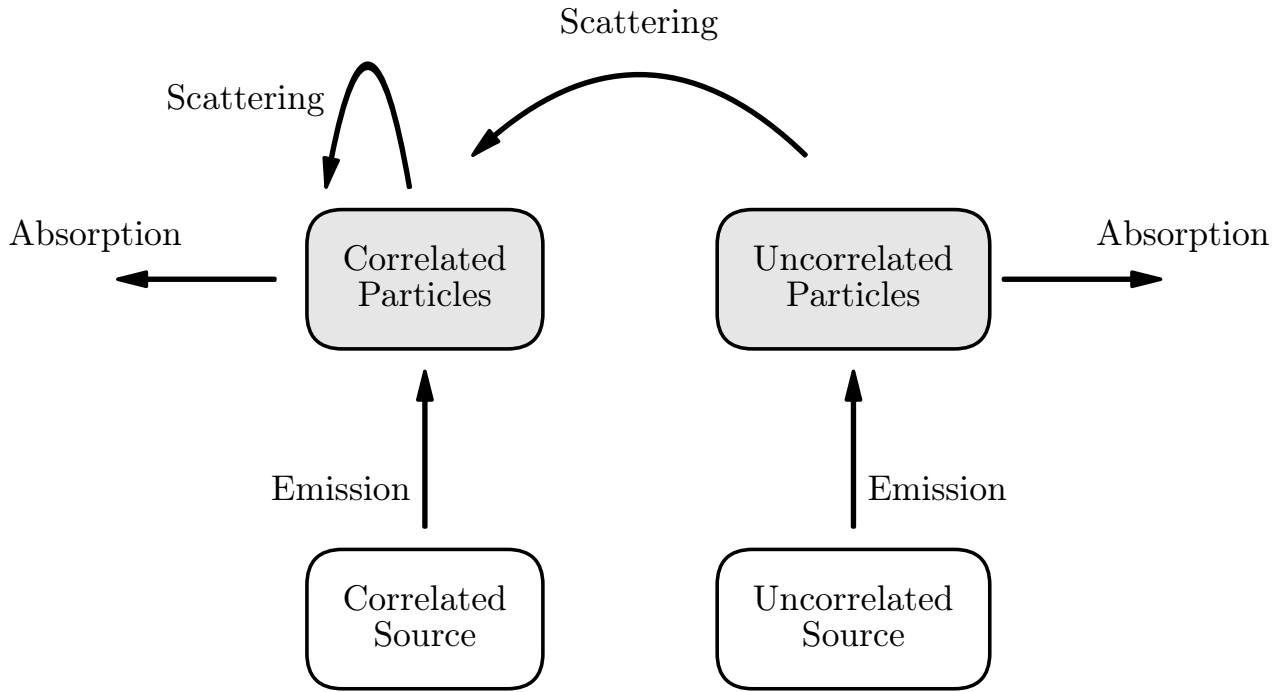 Scattering
Scattering
Absorption
Absorption
Correlated
Particles
Uncorrelated
Particles
Emission
Emission
Correlated
Source
Uncorrelated
Source